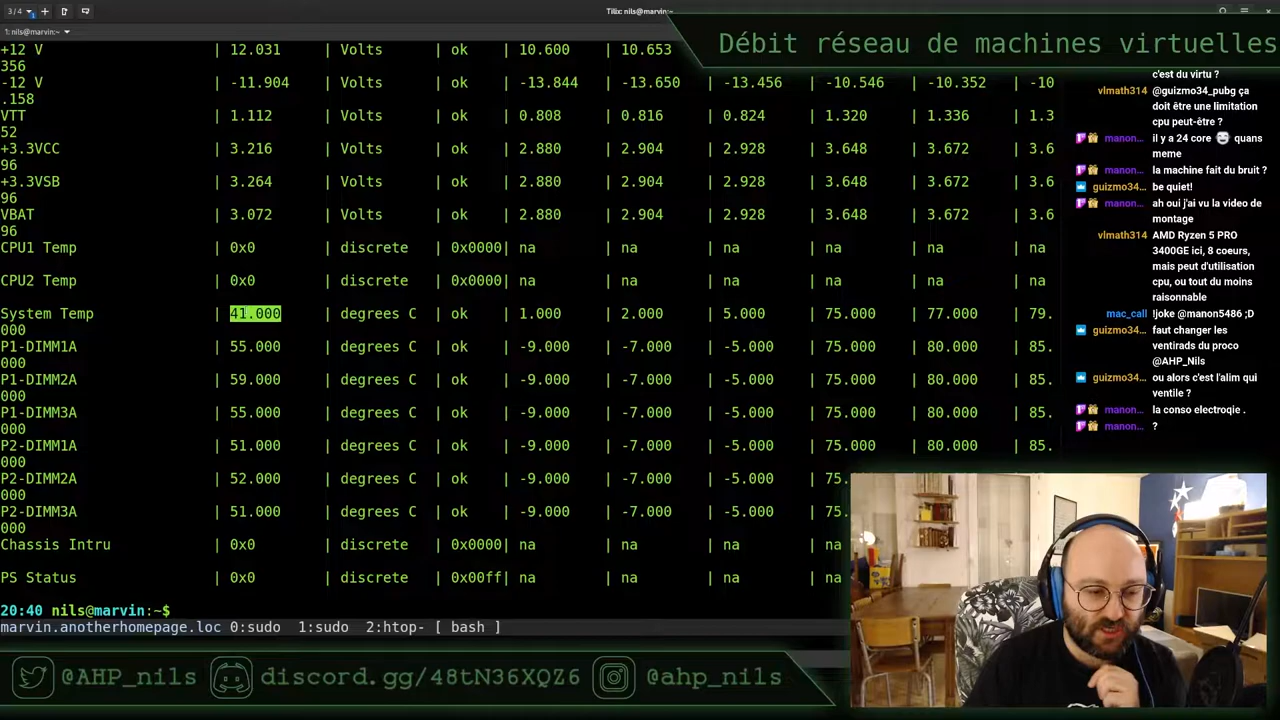 3/4
Tilix: nils@marvin:~
1: nils@marvin:~
Débit réseau de machines virtuelles
+12 V | 12.031 | Volts | ok | 10.600 | 10.653
356
-12 V | -11.904 | Volts | ok | -13.844 | -13.650 | -13.456 | -10.546 | -10.352 | -10
.158
VTT | 1.112 | Volts | ok | 0.808 | 0.816 | 0.824 | 1.320 | 1.336 | 1.3
52
+3.3VCC | 3.216 | Volts | ok | 2.880 | 2.904 | 2.928 | 3.648 | 3.672 | 3.6
96
+3.3VSB | 3.264 | Volts | ok | 2.880 | 2.904 | 2.928 | 3.648 | 3.672 | 3.6
96
VBAT | 3.072 | Volts | ok | 2.880 | 2.904 | 2.928 | 3.648 | 3.672 | 3.6
96
CPU1 Temp | 0x0 | discrete | 0x0000| na | na | na | na | na | na
CPU2 Temp | 0x0 | discrete | 0x0000| na | na | na | na | na | na
System Temp | 41.000 | degrees C | ok | 1.000 | 2.000 | 5.000 | 75.000 | 77.000 | 79.
000
P1-DIMM1A | 55.000 | degrees C | ok | -9.000 | -7.000 | -5.000 | 75.000 | 80.000 | 85.
000
P1-DIMM2A | 59.000 | degrees C | ok | -9.000 | -7.000 | -5.000 | 75.000 | 80.000 | 85.
000
P1-DIMM3A | 55.000 | degrees C | ok | -9.000 | -7.000 | -5.000 | 75.000 | 80.000 | 85.
000
P2-DIMM1A | 51.000 | degrees C | ok | -9.000 | -7.000 | -5.000 | 75.000 | 80.000 | 85.
000
P2-DIMM2A | 52.000 | degrees C | ok | -9.000 | -7.000 | -5.000 | 75.
000
P2-DIMM3A | 51.000 | degrees C | ok | -9.000 | -7.000 | -5.000 | 75.
000
Chassis Intru | 0x0 | discrete | 0x0000| na | na | na | na
PS Status | 0x0 | discrete | 0x00ff| na | na | na | na
20:40 nils@marvin:~$
marvin.anotherhomepage.loc 0:sudo 1:sudo 2:htop- [ bash ]
c'est du virtu ?
vlmath314 @guizmo34_pubg ça
doit être une limitation
cpu peut-être ?
manon... il y a 24 core quans
meme
manon... la machine fait du bruit ?
guizmo34... be quiet!
manon... ah oui j'ai vu la video de
montage
vlmath314 AMD Ryzen 5 PRO
3400GE ici, 8 coeurs,
mais peut d'utilisation
cpu, ou tout du moins
raisonnable
mac_call !joke @manon5486 ;D
guizmo34... faut changer les
ventirads du proco
@AHP_Nils
guizmo34... ou alors c'est l'alim qui
ventile ?
manon... la conso electroqie .
manon... ?
@AHP_nils discord.gg/48tN36XQZ6 @ahp_nils